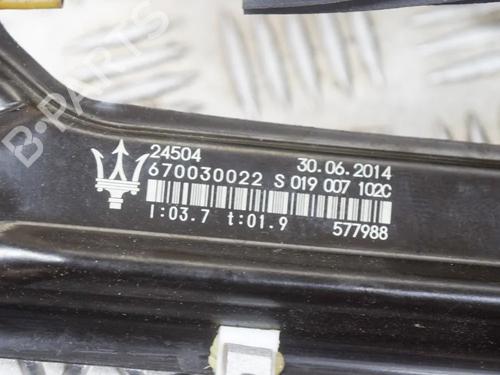 B-PARTS
24504 30.06.2014
670030022 S 019 007 102C
I:03.7 t:01.9 577988